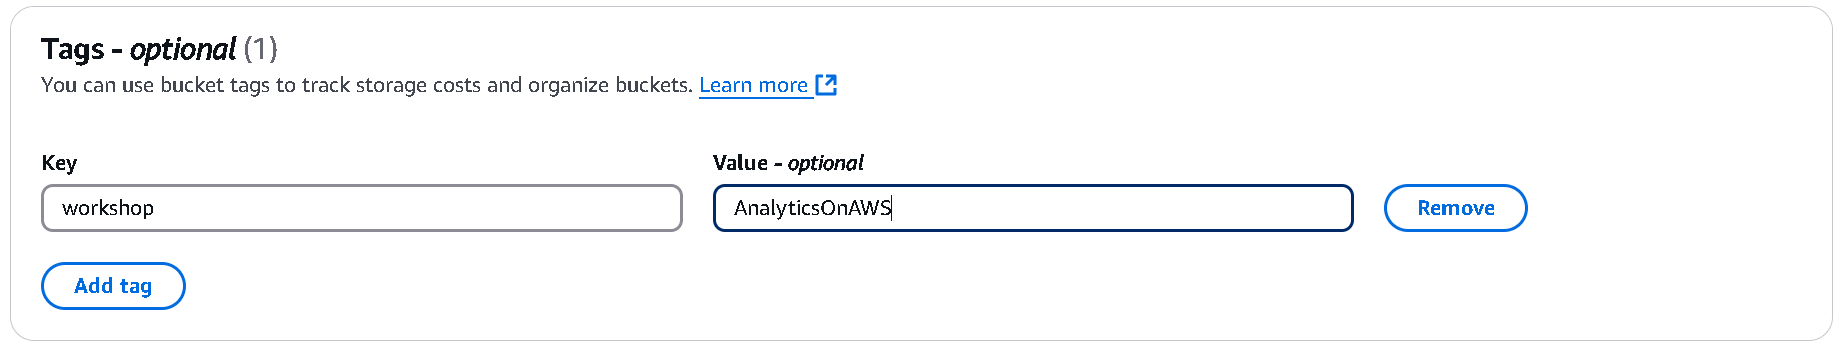 Tags - optional (1)
You can use bucket tags to track storage costs and organize buckets. Learn more
Key
Value - optional
workshop
AnalyticsOnAWS
Remove
Add tag